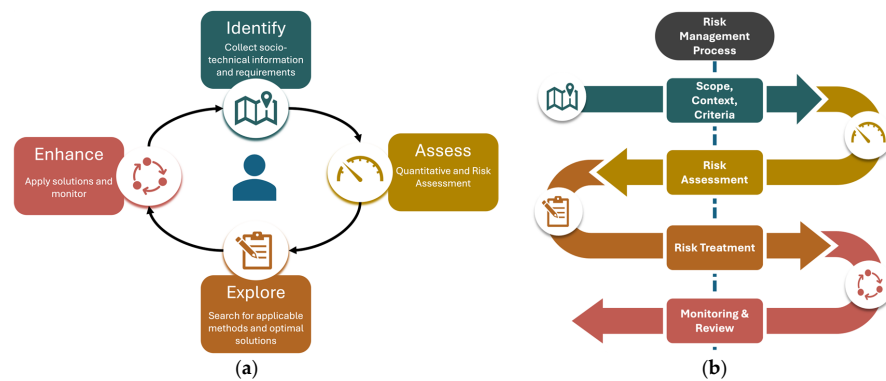 Identify
Collect socio-
technical information
and requirements
Enhance
Apply solutions and
monitor
Assess
Quantitative and Risk
Assessment
Explore
Search for applicable
methods and optimal
solutions
(a)
Risk
Management
Process
Scope,
Context,
Criteria
Risk
Assessment
Risk Treatment
Monitoring &
Review
(b)